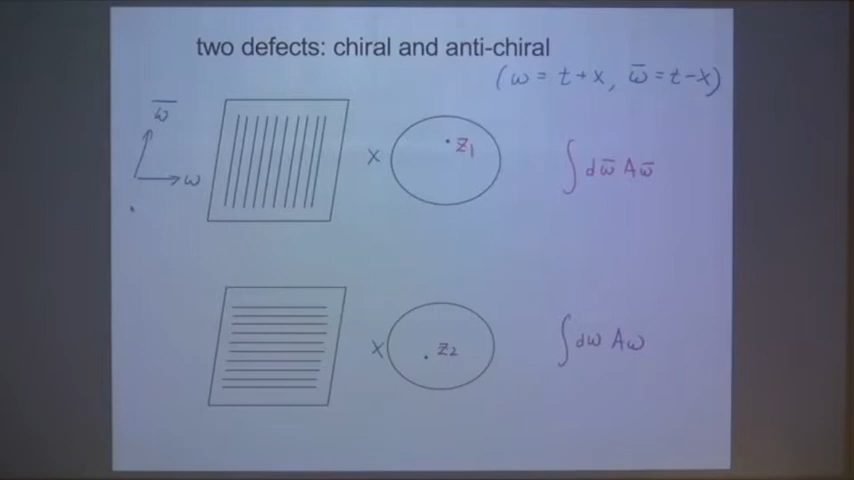 two defects: chiral and anti-chiral
(ω = t+x, ω̅ = t-x)
ω̅
ω
x
z₁
∫dω̅ Aω̅
x
z₂
∫dω Aω